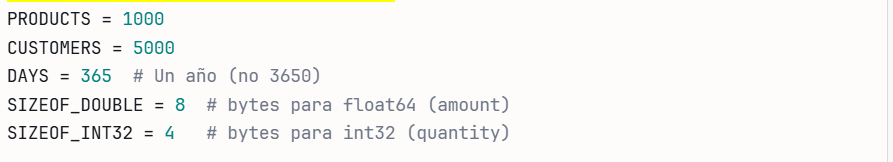 PRODUCTS = 1000
CUSTOMERS = 5000
DAYS = 365  # Un año (no 3650)
SIZEOF_DOUBLE = 8  # bytes para float64 (amount)
SIZEOF_INT32 = 4   # bytes para int32 (quantity)